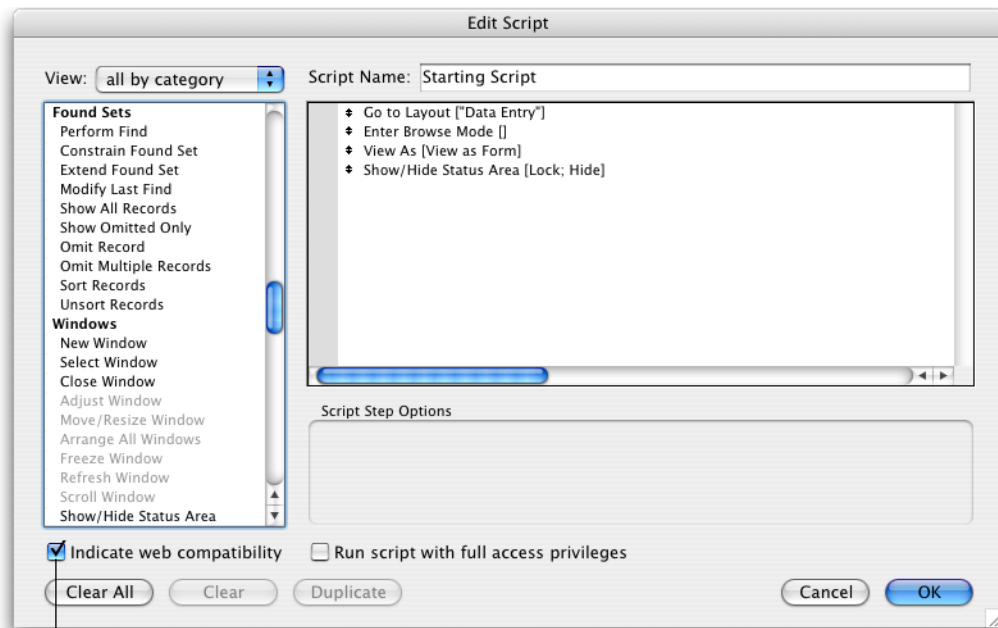 Edit Script
View: all by category
Script Name: Starting Script
Found Sets
Perform Find
Constrain Found Set
Extend Found Set
Modify Last Find
Show All Records
Show Omitted Only
Omit Record
Omit Multiple Records
Sort Records
Unsort Records
Windows
New Window
Select Window
Close Window
Adjust Window
Move/Resize Window
Arrange All Windows
Freeze Window
Refresh Window
Scroll Window
Show/Hide Status Area
Go to Layout ["Data Entry"]
Enter Browse Mode []
View As [View as Form]
Show/Hide Status Area [Lock; Hide]
Script Step Options
Indicate web compatibility
Run script with full access privileges
Clear All
Clear
Duplicate
Cancel
OK